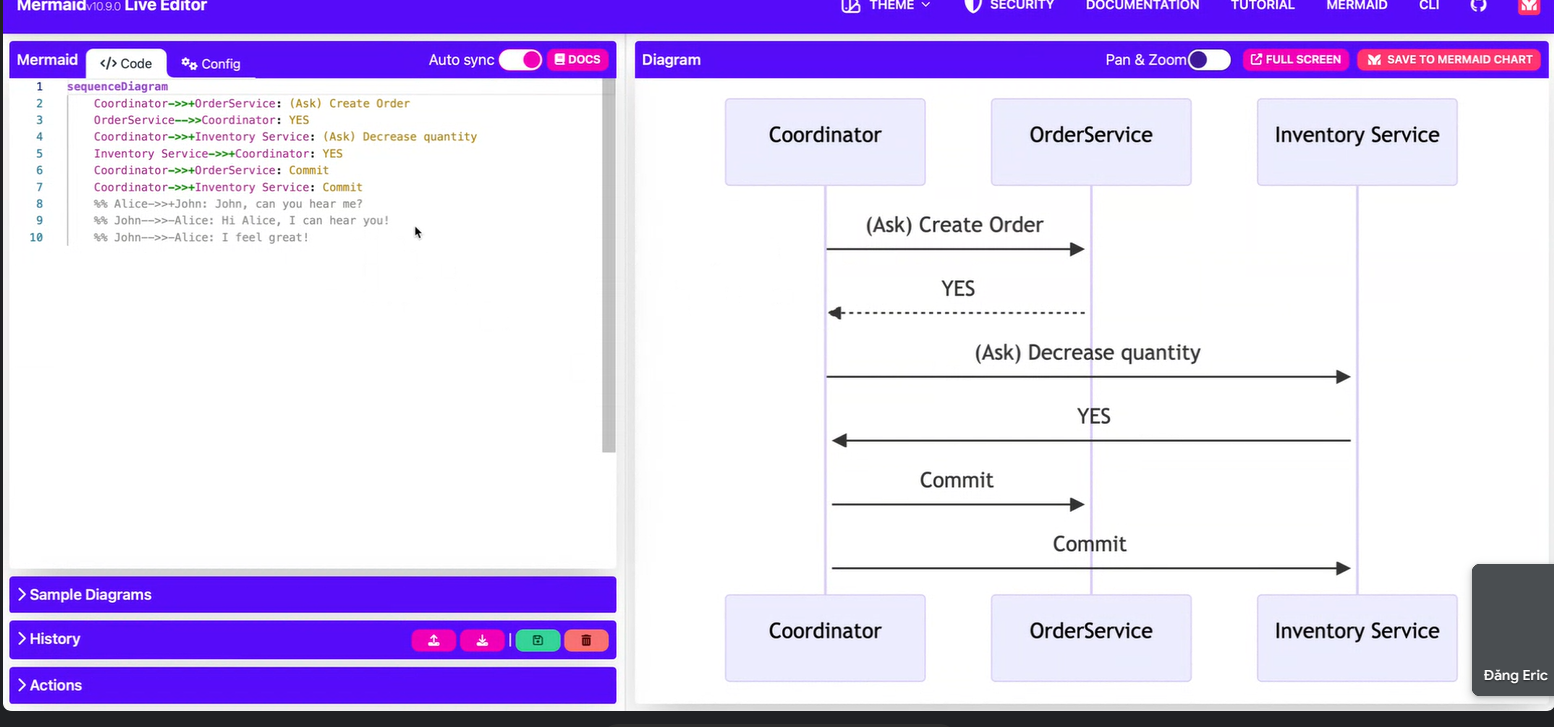 Mermaid v10.9.0 Live Editor
THEME
SECURITY
DOCUMENTATION
TUTORIAL
MERMAID
CLI
Mermaid
</> Code
Config
Auto sync
DOCS
1 sequenceDiagram
2 Coordinator->>+OrderService: (Ask) Create Order
3 OrderService-->>Coordinator: YES
4 Coordinator->>+Inventory Service: (Ask) Decrease quantity
5 Inventory Service->>+Coordinator: YES
6 Coordinator->>+OrderService: Commit
7 Coordinator->>+Inventory Service: Commit
8 %% Alice->>+John: John, can you hear me?
9 %% John-->>-Alice: Hi Alice, I can hear you!
10 %% John-->>-Alice: I feel great!
Sample Diagrams
History
Actions
Diagram
Pan & Zoom
FULL SCREEN
SAVE TO MERMAID CHART
Coordinator
OrderService
Inventory Service
(Ask) Create Order
YES
(Ask) Decrease quantity
YES
Commit
Commit
Coordinator
OrderService
Inventory Service
Đăng Eric